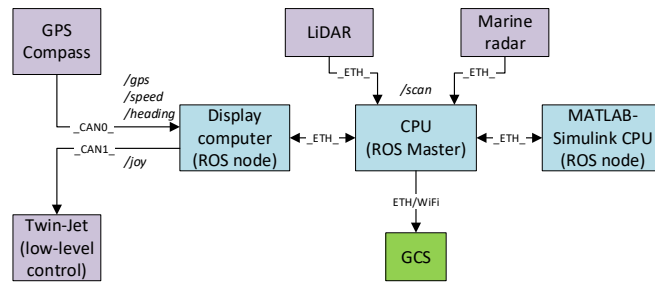 GPS
Compass
LiDAR
Marine
radar
_ETH_
_ETH_
/gps
/speed
/heading
/scan
_CAN0_
Display
computer
(ROS node)
_ETH_
CPU
(ROS Master)
_ETH_
MATLAB-
Simulink CPU
(ROS node)
_CAN1_
/joy
ETH/WiFi
Twin-Jet
(low-level
control)
GCS